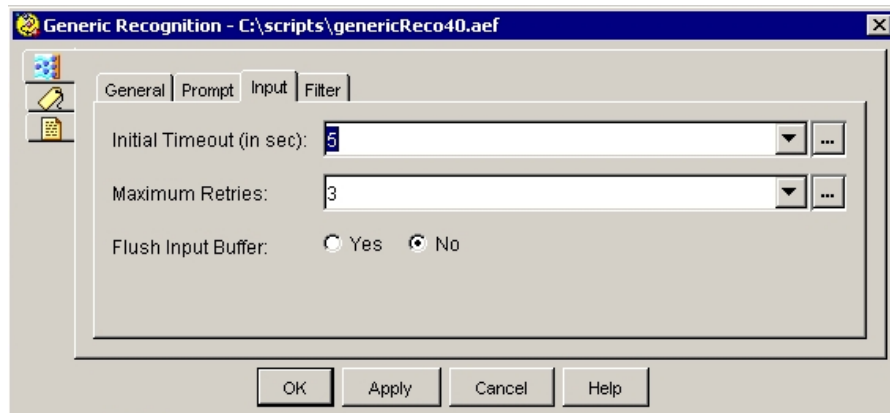 Generic Recognition - C:\scripts\genericReco40.aef
General Prompt Input Filter
Initial Timeout (in sec): 5 ...
Maximum Retries: 3 ...
Flush Input Buffer: Yes No
OK Apply Cancel Help